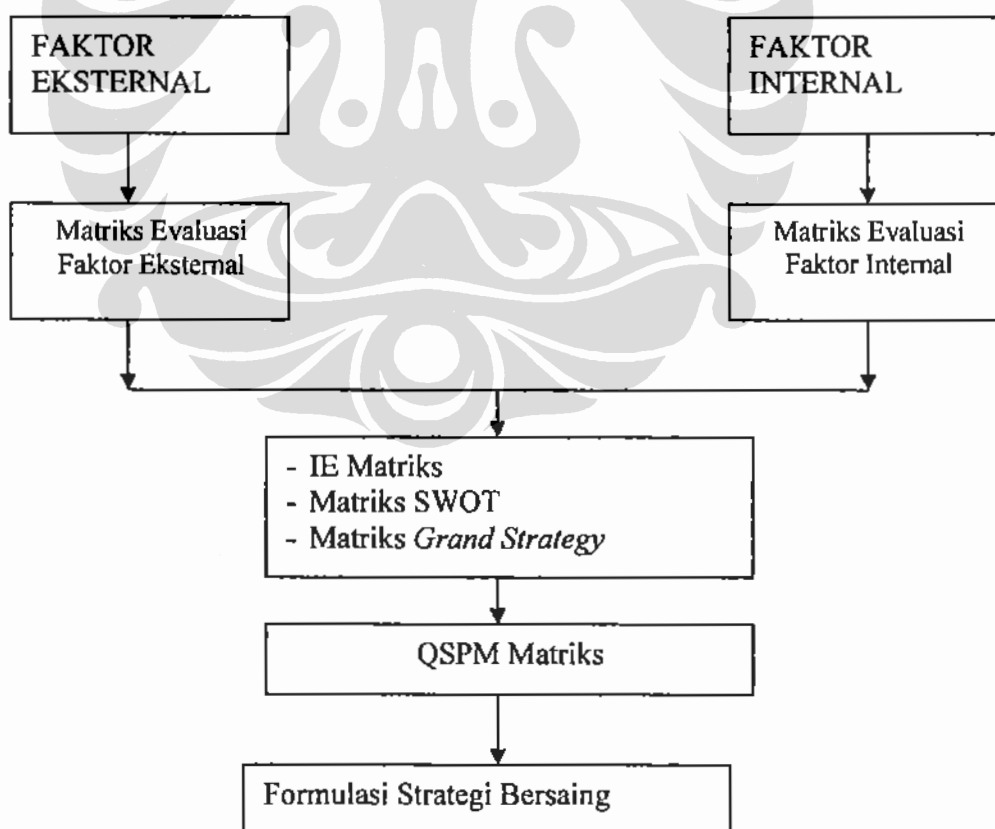 FAKTOR
EKSTERNAL
FAKTOR
INTERNAL
Matriks Evaluasi
Faktor Eksternal
Matriks Evaluasi
Faktor Internal
- IE Matriks
- Matriks SWOT
- Matriks Grand Strategy
QSPM Matriks
Formulasi Strategi Bersaing